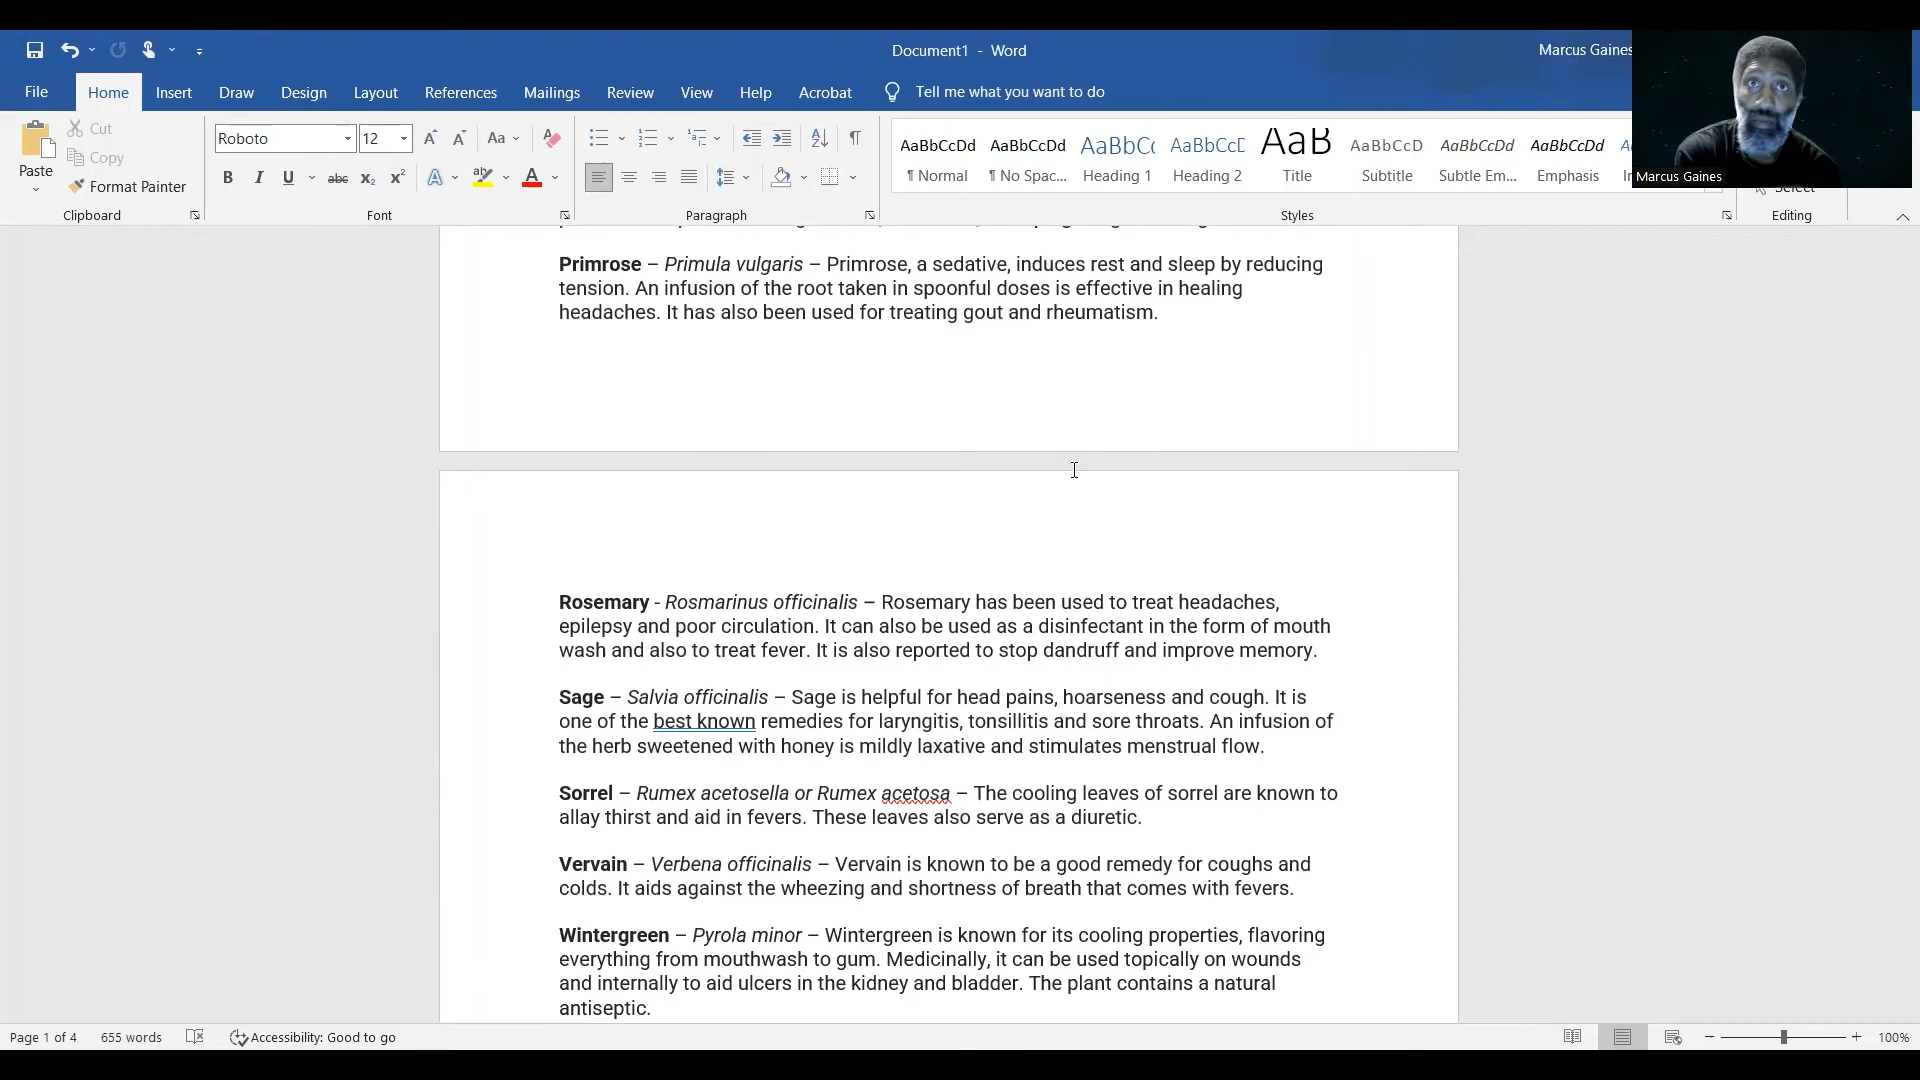 Document1 - Word
Marcus Gaines
File Home Insert Draw Design Layout References Mailings Review View Help Acrobat Tell me what you want to do
Paste
Cut
Copy
Format Painter
Clipboard
Roboto 12
Font
Paragraph
AaBbCcDd AaBbCcDd AaBbCc AaBbCcD AaB AaBbCcD AaBbCcDd AaBbCcDd
¶ Normal ¶ No Spac... Heading 1 Heading 2 Title Subtitle Subtle Em... Emphasis
Styles
Select
Editing
Marcus Gaines
Primrose – Primula vulgaris – Primrose, a sedative, induces rest and sleep by reducing
tension. An infusion of the root taken in spoonful doses is effective in healing
headaches. It has also been used for treating gout and rheumatism.
Rosemary - Rosmarinus officinalis – Rosemary has been used to treat headaches,
epilepsy and poor circulation. It can also be used as a disinfectant in the form of mouth
wash and also to treat fever. It is also reported to stop dandruff and improve memory.
Sage – Salvia officinalis – Sage is helpful for head pains, hoarseness and cough. It is
one of the best known remedies for laryngitis, tonsillitis and sore throats. An infusion of
the herb sweetened with honey is mildly laxative and stimulates menstrual flow.
Sorrel – Rumex acetosella or Rumex acetosa – The cooling leaves of sorrel are known to
allay thirst and aid in fevers. These leaves also serve as a diuretic.
Vervain – Verbena officinalis – Vervain is known to be a good remedy for coughs and
colds. It aids against the wheezing and shortness of breath that comes with fevers.
Wintergreen – Pyrola minor – Wintergreen is known for its cooling properties, flavoring
everything from mouthwash to gum. Medicinally, it can be used topically on wounds
and internally to aid ulcers in the kidney and bladder. The plant contains a natural
antiseptic.
Page 1 of 4 655 words Accessibility: Good to go 100%